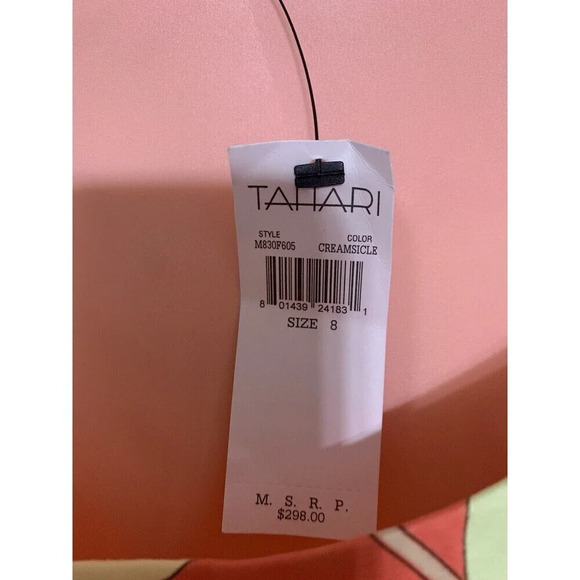 TAHARI
STYLE COLOR
M830F605 CREAMSICLE
8 01439 24183 1
SIZE 8
M. S. R. P.
$298.00